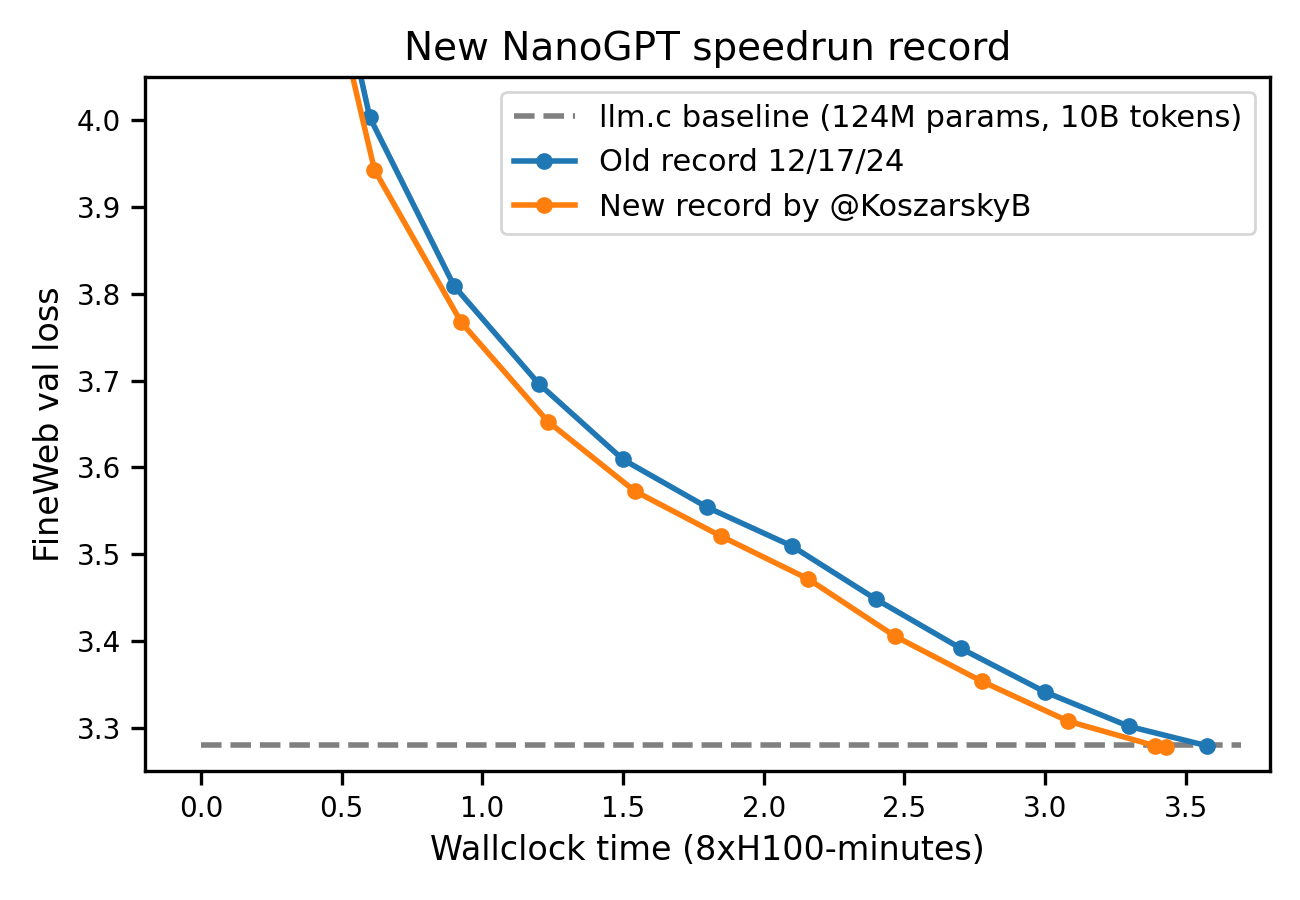 New NanoGPT speedrun record
llm.c baseline (124M params, 10B tokens)
Old record 12/17/24
New record by @KoszarskyB
FineWeb val loss
4.0
3.9
3.8
3.7
3.6
3.5
3.4
3.3
0.0 0.5 1.0 1.5 2.0 2.5 3.0 3.5
Wallclock time (8xH100-minutes)